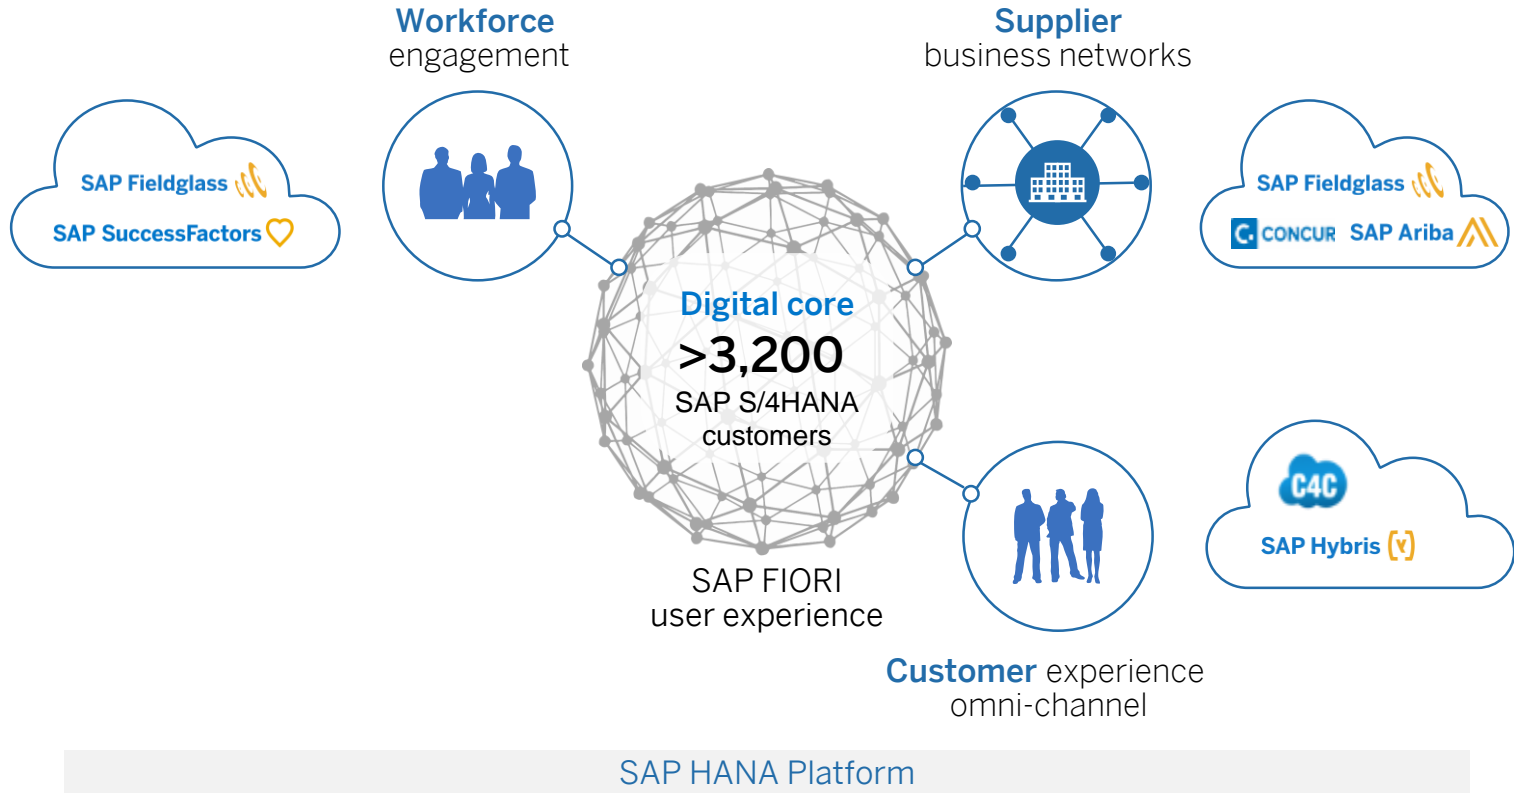 Workforce
engagement
Supplier
business networks
SAP Fieldglass
SAP SuccessFactors
SAP Fieldglass
C. CONCUR SAP Ariba
Digital core
>3,200
SAP S/4HANA
customers
C4C
SAP Hybris
SAP FIORI
user experience
Customer experience
omni-channel
SAP HANA Platform